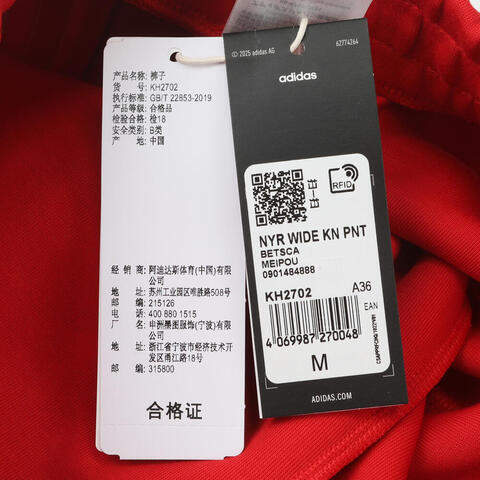 产品名称: 裤子
货 号: KH2702
执行标准: GB/T 22853-2019
产品等级: 合格品
检验合格: 检18
安全类别: B类
产 地: 中国
经 销 商: 阿迪达斯体育(中国)有限公司
地 址: 苏州工业园区唯胜路508号
邮 编: 215126
电 话: 400 880 1515
厂 名: 申洲墨图服饰(宁波)有限公司
地 址: 浙江省宁波市经济技术开发区甬江路18号
邮 编: 315800
合格证
© 2025 adidas AG
62774264
adidas
RFID
NYR WIDE KN PNT
BETSCA
MEIPOU
0901484888
KH2702 A36
EAN
4 069987 270048
M
ADIDAS.COM